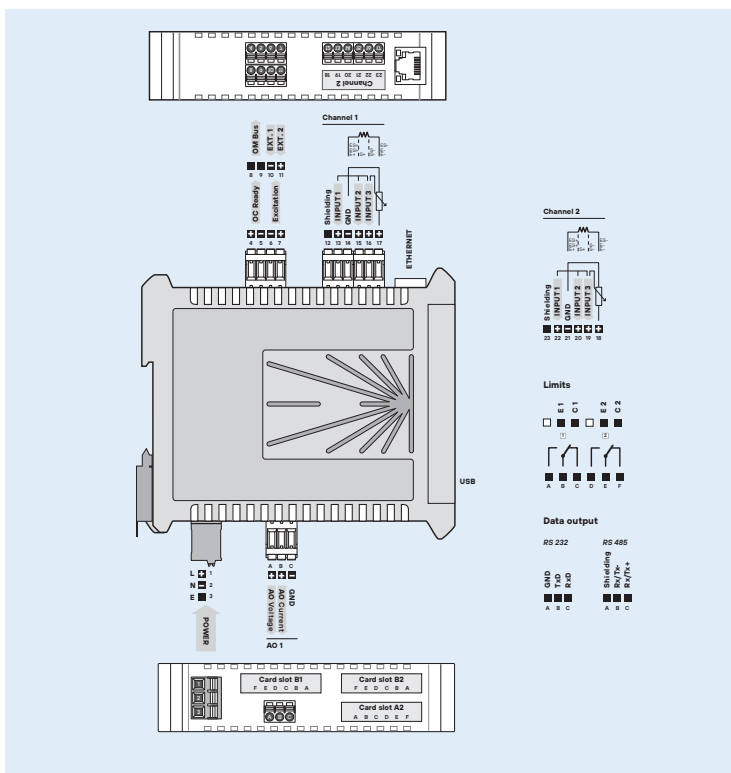 18 19 20 21 22 23
Channel 2
OM Bus
EXT. 1
EXT. 2
8 9 10 11
OC Ready
Excitation
4 5 6 7
Channel 1
Shielding
INPUT 1
GND
INPUT 2
INPUT 3
12 13 14 15 16 17
ETHERNET
USB
L 1
N 2
E 3
POWER
A B C
AO Voltage
AO Current
GND
AO 1
Card slot B1
F E D C B A
Card slot B2
F E D C B A
Card slot A2
A B C D E F
Channel 2
Shielding
INPUT 1
GND
INPUT 2
INPUT 3
23 22 21 20 19 18
Limits
E 1
C 1
E 2
C 2
1 2
A B C D E F
Data output
RS 232 RS 485
GND
TxD
RxD
Shielding
Rx/Tx-
Rx/Tx+
A B C A B C